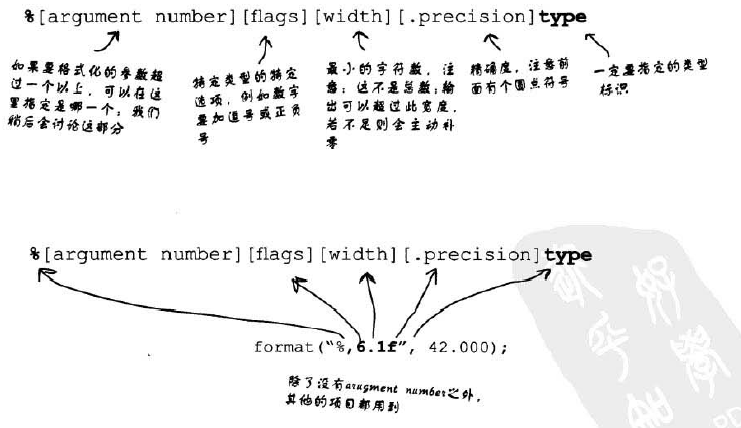 %[argument number][flags][width][.precision]type
如果要格式化的参数超
过一个以上，可以在这
里指定是哪一个；我们
稍后会讨论这部分
特定类型的特定
选项，例如数字
要加逗号或正负
号
最小的字符数，注
意：这不是总数；输
出可以超过此宽度，
若不足则会主动补
零
精确度，注意前
面有个圆点符号
一定要指定的类型
标识
%[argument number][flags][width][.precision]type
format("%,6.1f", 42.000);
除了没有arugment number之外，
其他的项目都用到